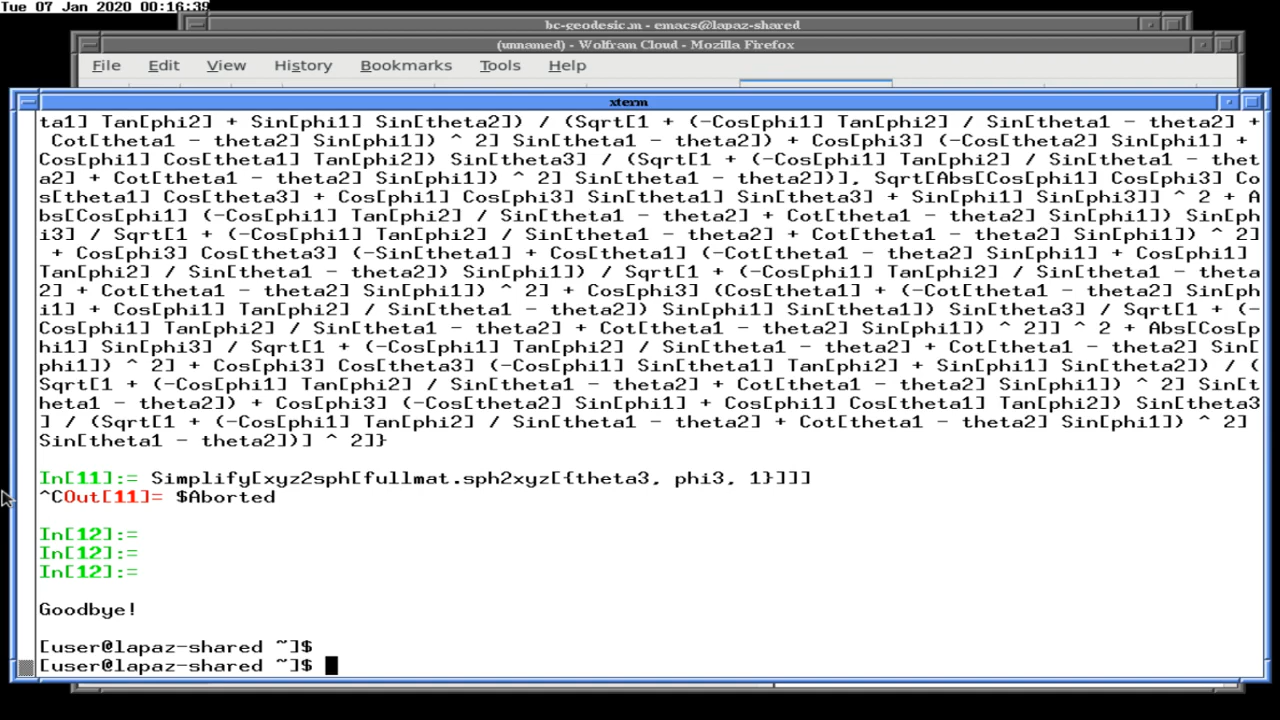 Tue 07 Jan 2020 00:16:39
bc-geodesic.m - emacs@lapaz-shared
(unnamed) - Wolfram Cloud - Mozilla Firefox
File Edit View History Bookmarks Tools Help
xterm
ta1] Tan[phi2] + Sin[phi1] Sin[theta2]) / (Sqrt[1 + (-Cos[phi1] Tan[phi2] / Sin[theta1 - theta2] +
Cot[theta1 - theta2] Sin[phi1]) ^ 2] Sin[theta1 - theta2]) + Cos[phi3] (-Cos[theta2] Sin[phi1] +
Cos[phi1] Cos[theta1] Tan[phi2]) Sin[theta3] / (Sqrt[1 + (-Cos[phi1] Tan[phi2] / Sin[theta1 - thet
a2] + Cot[theta1 - theta2] Sin[phi1]) ^ 2] Sin[theta1 - theta2])], Sqrt[Abs[Cos[phi1] Cos[phi3] Co
s[theta1] Cos[theta3] + Cos[phi1] Cos[phi3] Sin[theta1] Sin[theta3] + Sin[phi1] Sin[phi3]] ^ 2 + A
bs[Cos[phi1] (-Cos[phi1] Tan[phi2] / Sin[theta1 - theta2] + Cot[theta1 - theta2] Sin[phi1]) Sin[ph
i3] / Sqrt[1 + (-Cos[phi1] Tan[phi2] / Sin[theta1 - theta2] + Cot[theta1 - theta2] Sin[phi1]) ^ 2]
+ Cos[phi3] Cos[theta3] (-Sin[theta1] + Cos[theta1] (-Cot[theta1 - theta2] Sin[phi1] + Cos[phi1]
Tan[phi2] / Sin[theta1 - theta2]) Sin[phi1]) / Sqrt[1 + (-Cos[phi1] Tan[phi2] / Sin[theta1 - theta
2] + Cot[theta1 - theta2] Sin[phi1]) ^ 2] + Cos[phi3] (Cos[theta1] + (-Cot[theta1 - theta2] Sin[ph
i1] + Cos[phi1] Tan[phi2] / Sin[theta1 - theta2]) Sin[phi1] Sin[theta1]) Sin[theta3] / Sqrt[1 + (-
Cos[phi1] Tan[phi2] / Sin[theta1 - theta2] + Cot[theta1 - theta2] Sin[phi1]) ^ 2]] ^ 2 + Abs[Cos[p
hi1] Sin[phi3] / Sqrt[1 + (-Cos[phi1] Tan[phi2] / Sin[theta1 - theta2] + Cot[theta1 - theta2] Sin[
phi1]) ^ 2] + Cos[phi3] Cos[theta3] (-Cos[phi1] Sin[theta1] Tan[phi2] + Sin[phi1] Sin[theta2]) / (
Sqrt[1 + (-Cos[phi1] Tan[phi2] / Sin[theta1 - theta2] + Cot[theta1 - theta2] Sin[phi1]) ^ 2] Sin[t
heta1 - theta2]) + Cos[phi3] (-Cos[theta2] Sin[phi1] + Cos[phi1] Cos[theta1] Tan[phi2]) Sin[theta3
] / (Sqrt[1 + (-Cos[phi1] Tan[phi2] / Sin[theta1 - theta2] + Cot[theta1 - theta2] Sin[phi1]) ^ 2]
Sin[theta1 - theta2])] ^ 2]}
In[11]:= Simplify[xyz2sph[fullmat.sph2xyz[{theta3, phi3, 1}]]]
^COut[11]= $Aborted
In[12]:=
In[12]:=
In[12]:=
Goodbye!
[user@lapaz-shared ~]$
[user@lapaz-shared ~]$